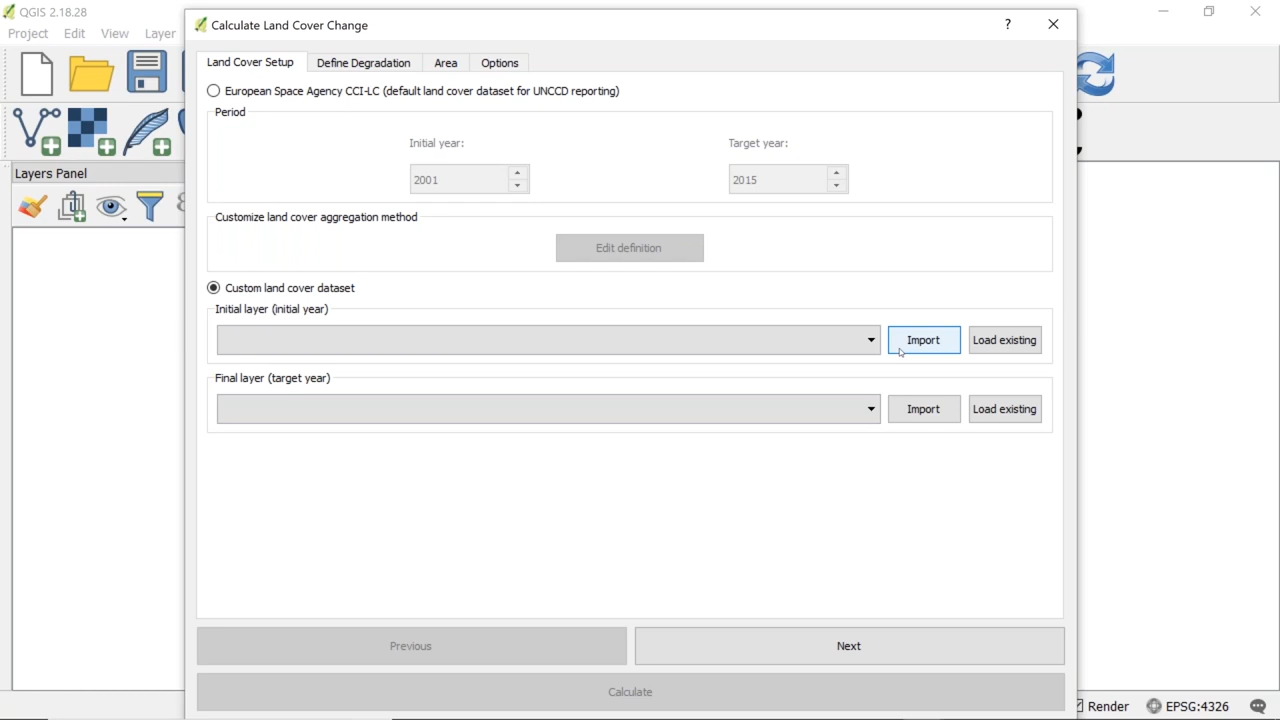 QGIS 2.18.28
Calculate Land Cover Change
?
Project Edit View Layer
Land Cover Setup Define Degradation Area Options
European Space Agency CCI-LC (default land cover dataset for UNCCD reporting)
Period
Initial year: Target year:
2001 2015
Layers Panel
Customize land cover aggregation method
Edit definition
Custom land cover dataset
Initial layer (initial year)
Import Load existing
Final layer (target year)
Import Load existing
Previous Next
Calculate
Render EPSG:4326